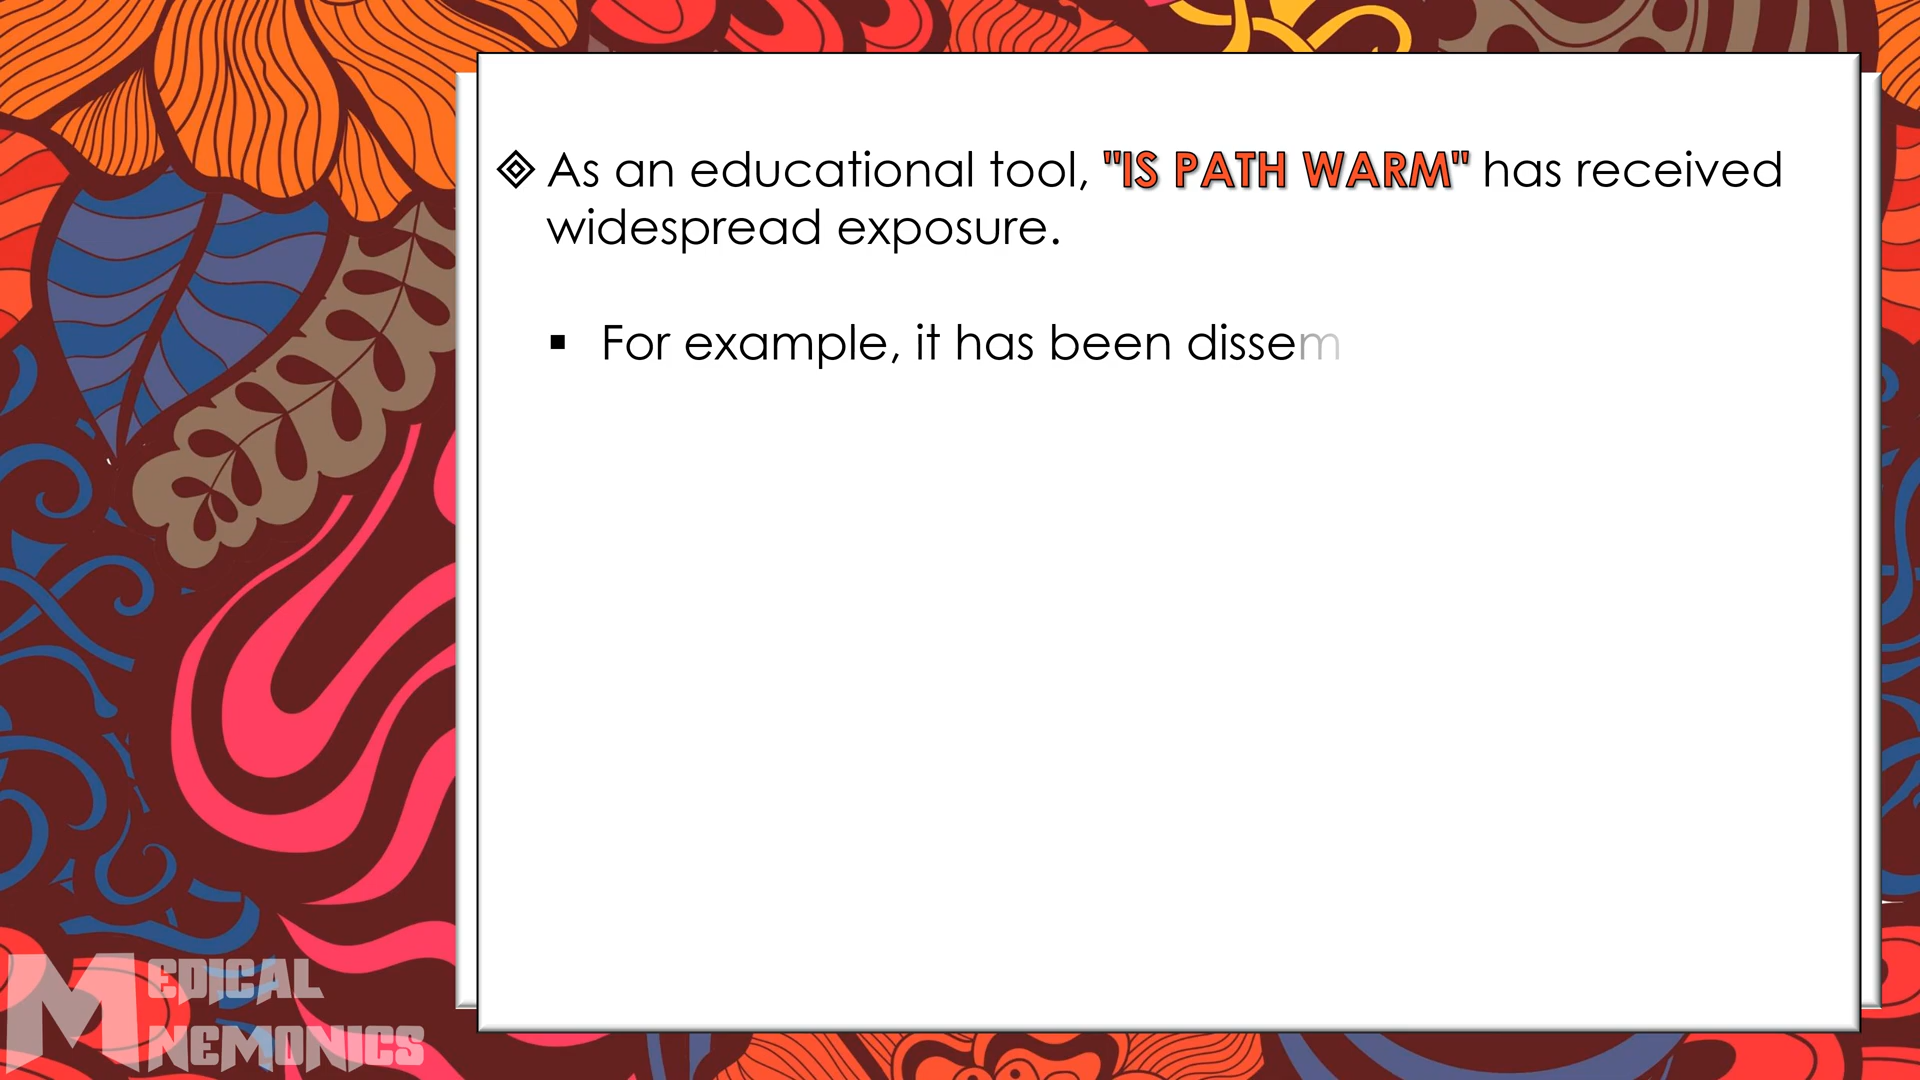 As an educational tool, "IS PATH WARM" has received
widespread exposure.
For example, it has been dissem
MEDICAL
MNEMONICS